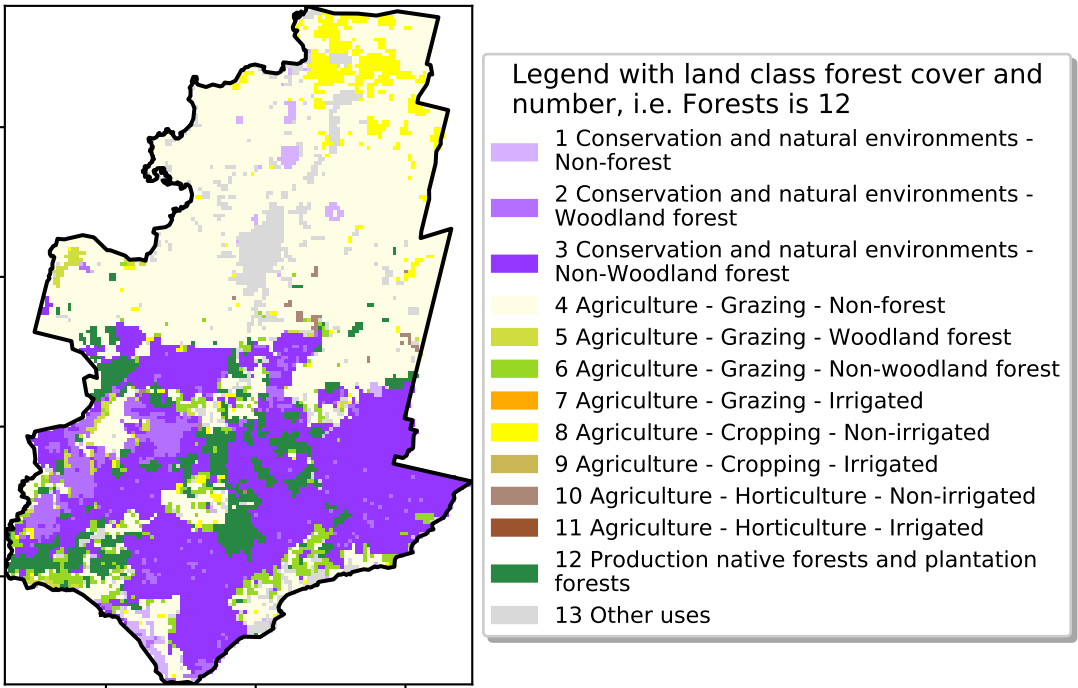 Legend with land class forest cover and
number, i.e. Forests is 12
1 Conservation and natural environments -
Non-forest
2 Conservation and natural environments -
Woodland forest
3 Conservation and natural environments -
Non-Woodland forest
4 Agriculture - Grazing - Non-forest
5 Agriculture - Grazing - Woodland forest
6 Agriculture - Grazing - Non-woodland forest
7 Agriculture - Grazing - Irrigated
8 Agriculture - Cropping - Non-irrigated
9 Agriculture - Cropping - Irrigated
10 Agriculture - Horticulture - Non-irrigated
11 Agriculture - Horticulture - Irrigated
12 Production native forests and plantation
forests
13 Other uses